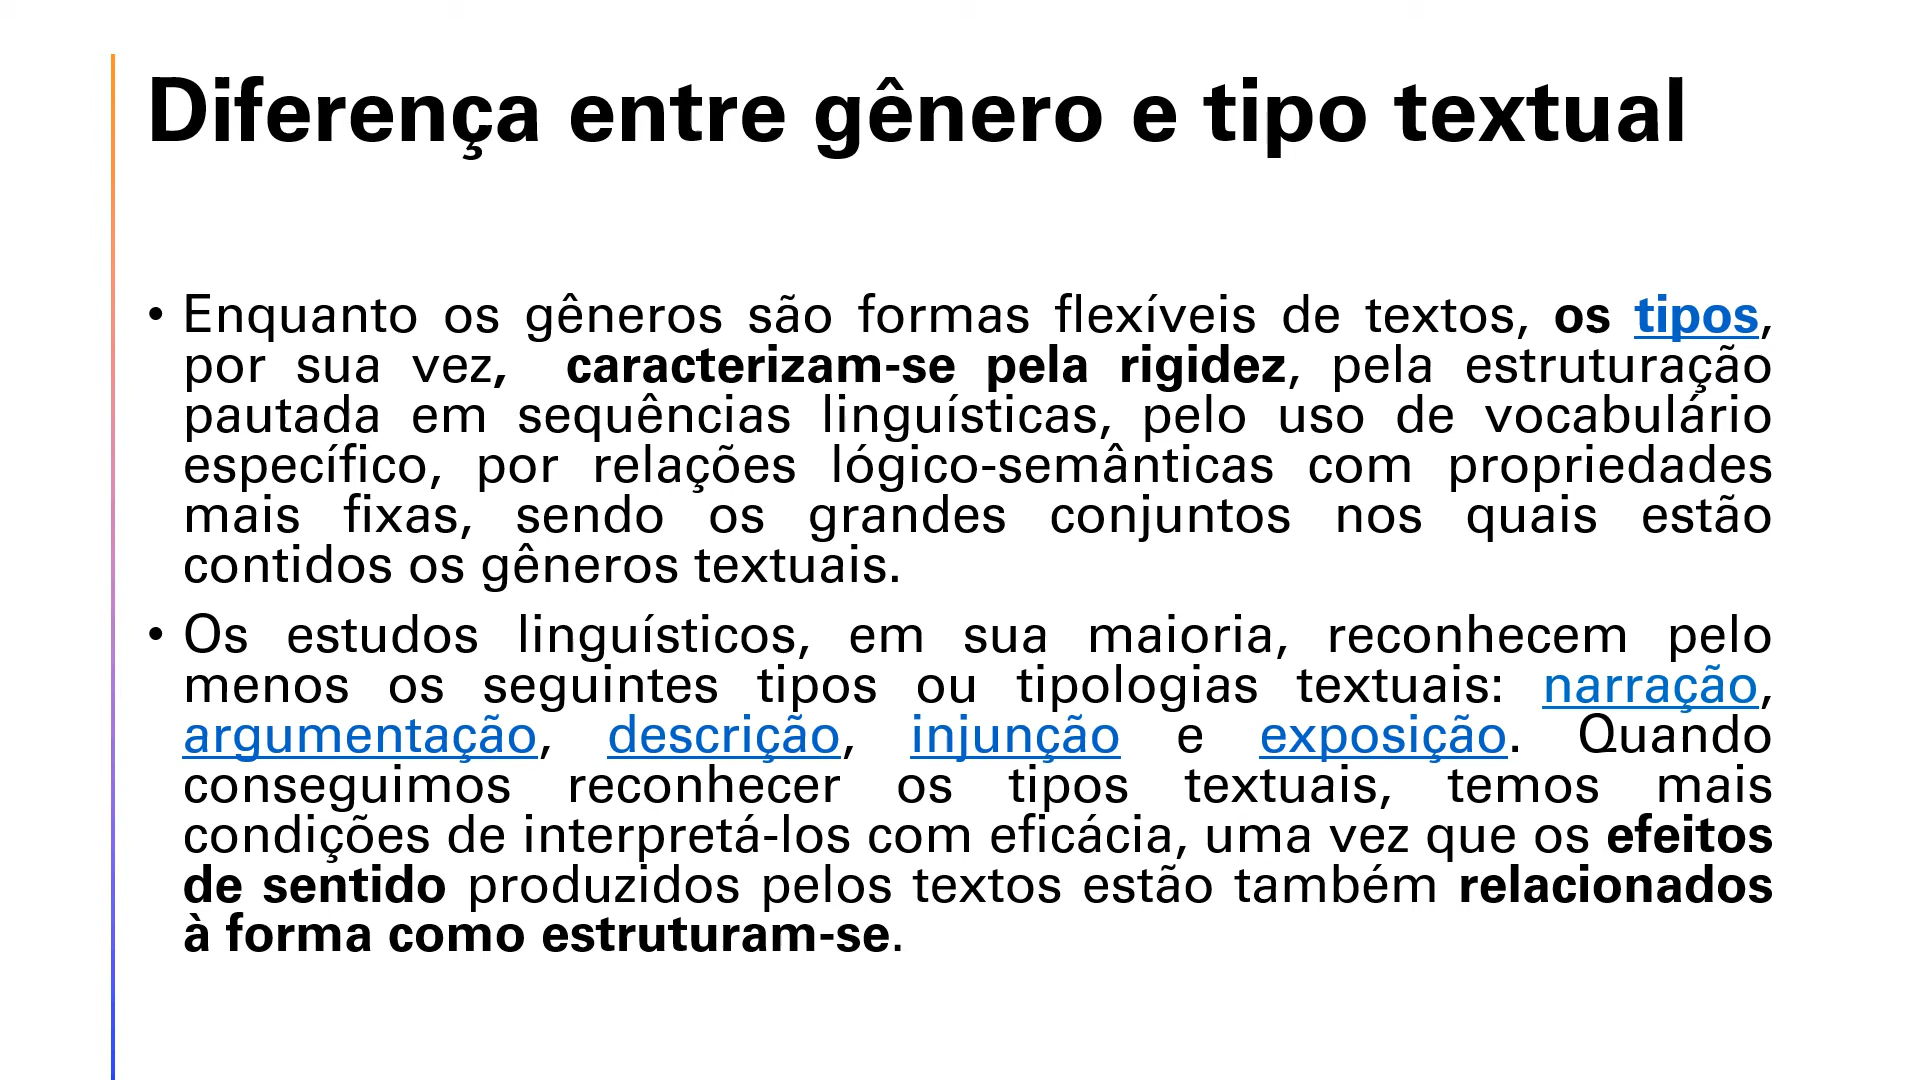 Diferença entre gênero e tipo textual
• Enquanto os gêneros são formas flexíveis de textos, os tipos,
por sua vez, caracterizam-se pela rigidez, pela estruturação
pautada em sequências linguísticas, pelo uso de vocabulário
específico, por relações lógico-semânticas com propriedades
mais fixas, sendo os grandes conjuntos nos quais estão
contidos os gêneros textuais.
• Os estudos linguísticos, em sua maioria, reconhecem pelo
menos os seguintes tipos ou tipologias textuais: narração,
argumentação, descrição, injunção e exposição. Quando
conseguimos reconhecer os tipos textuais, temos mais
condições de interpretá-los com eficácia, uma vez que os efeitos
de sentido produzidos pelos textos estão também relacionados
à forma como estruturam-se.